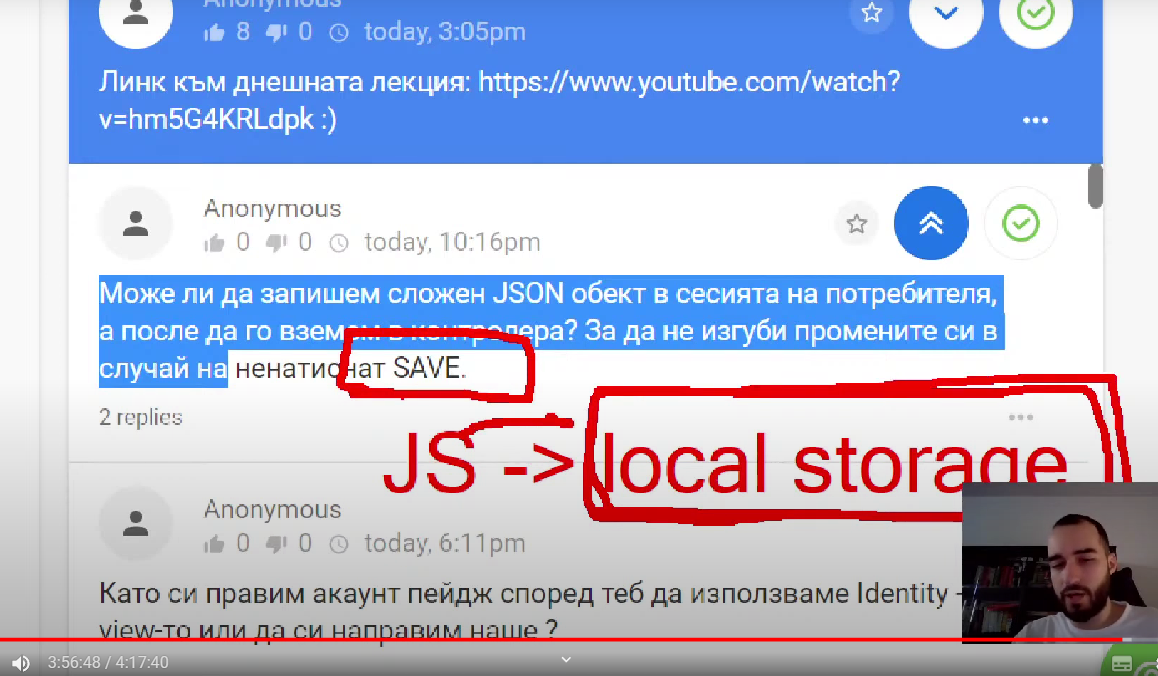 Anonymous
8 0 today, 3:05pm
Линк към днешната лекция: https://www.youtube.com/watch?
v=hm5G4KRLdpk :)
Anonymous
0 0 today, 10:16pm
Може ли да запишем сложен JSON обект в сесията на потребителя,
а после да го вземем в контролера? За да не изгуби промените си в
случай на ненатиснат SAVE.
2 replies
JS -> local storage
Anonymous
0 0 today, 6:11pm
Като си правим акаунт пейдж според теб да използваме Identity -
view-то или да си направим наше ?
3:56:48 / 4:17:40